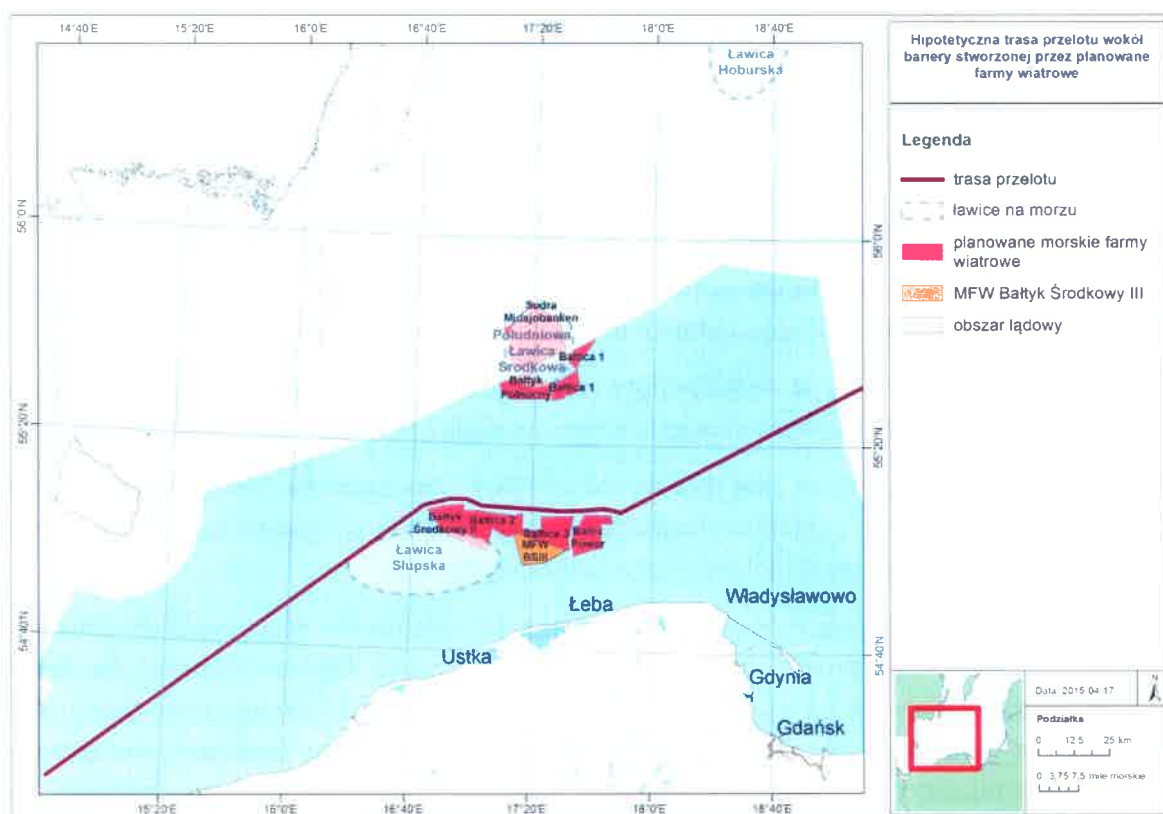 14°40'E 15°20'E 16°0'E 16°40'E 17°20'E 18°0'E 18°40'E
Hipotetyczna trasa przelotu wokół
bariery stworzonej przez planowane
farmy wiatrowe
Legenda
trasa przelotu
ławice na morzu
planowane morskie farmy
wiatrowe
MFW Bałtyk Środkowy III
obszar lądowy
Ławica
Hoburska
56°0'N
56°0'N
Sudra
Midsjobanken
Południowa
Ławica
Środkowa
Baltica 1
Bałtyk
Północny
Baltica 1
55°20'N
55°20'N
Bałtyk
Środkowy II
Baltica 2
Baltica 3
Baltic
Power
MFW
BSIII
Ławica
Słupska
54°40'N
54°40'N
Łeba
Władysławowo
Ustka
Gdynia
Gdańsk
15°20'E 16°0'E 16°40'E 17°20'E 18°0'E 18°40'E
Data: 2015-04-17
N
Podziałka
0 12,5 25 km
0 3,75 7,5 mile morskie